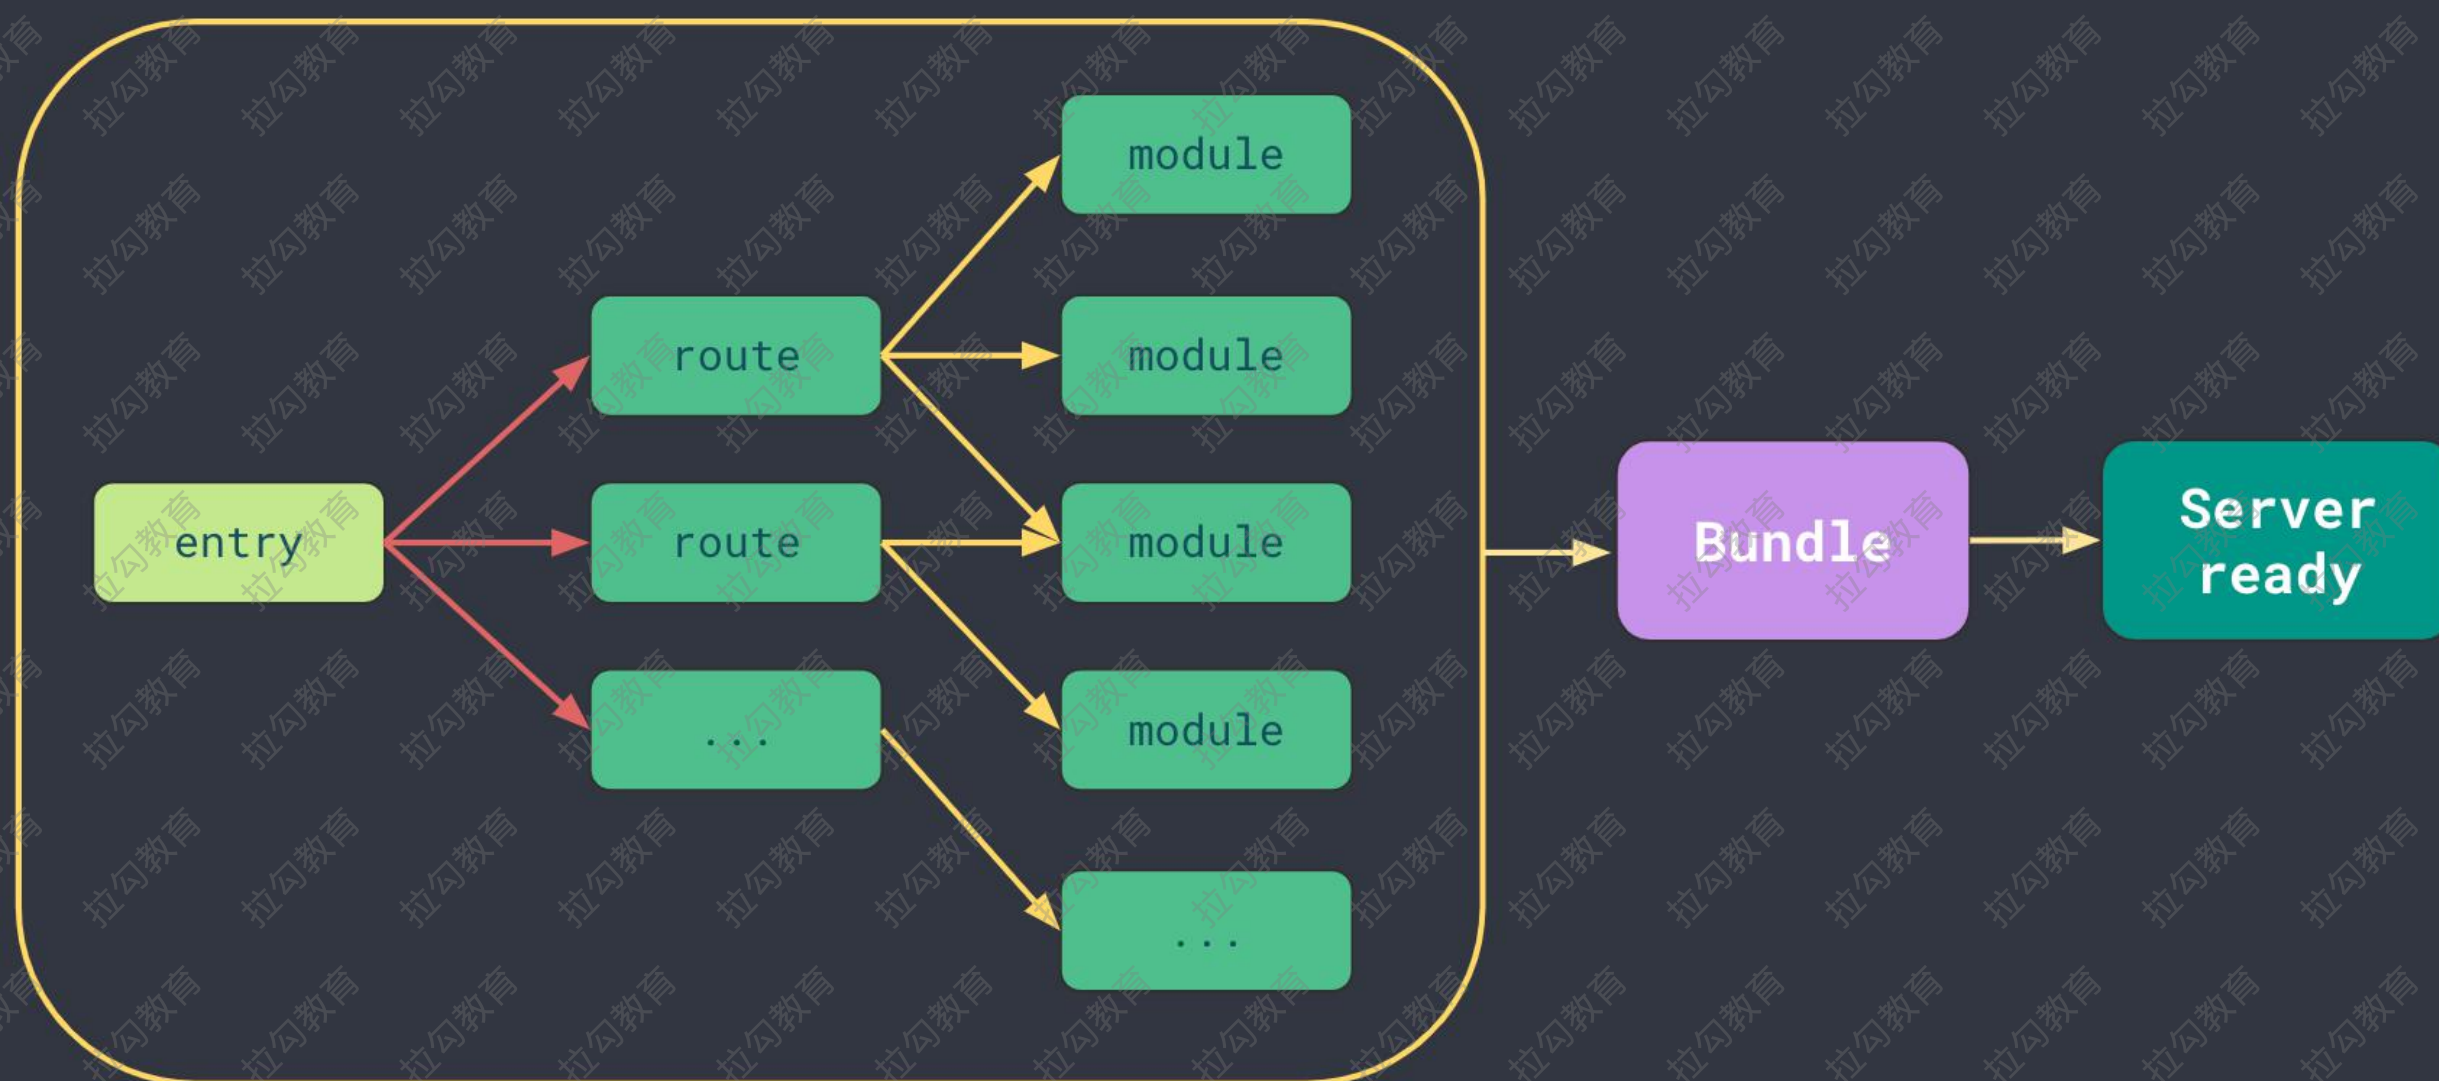 module
route
module
entry
route
module
Bundle
Server
ready
...
module
...
拉勾教育